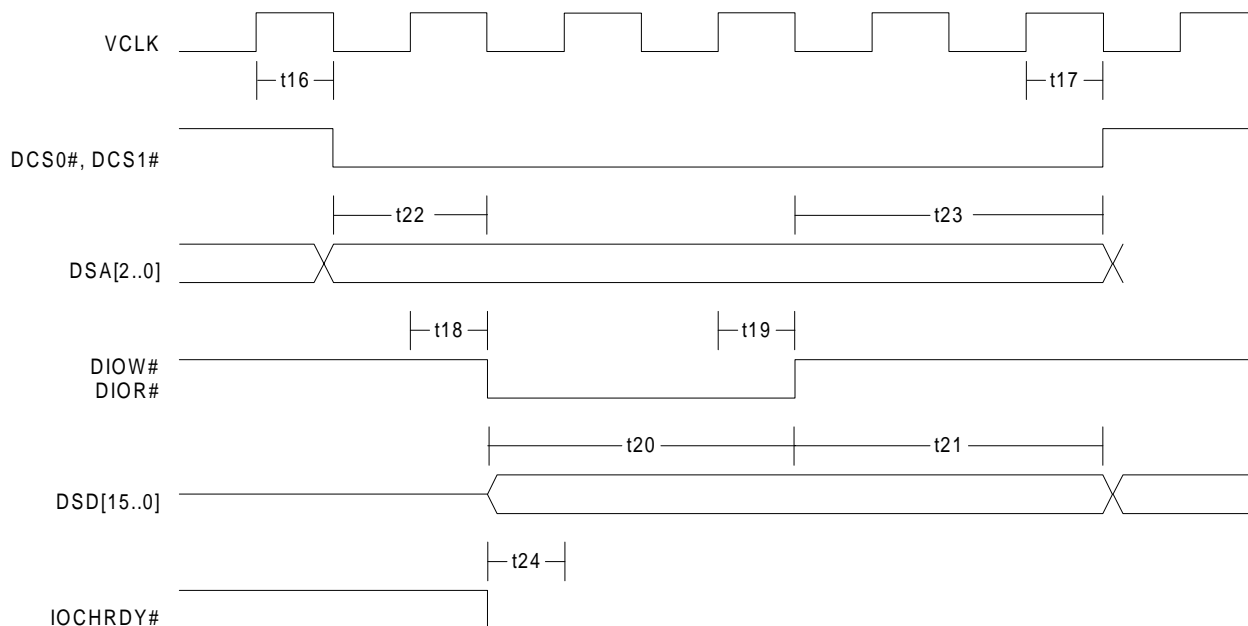 VCLK
t16
t17
DCS0#, DCS1#
t22
t23
DSA[2..0]
t18
t19
DIOW#
DIOR#
t20
t21
DSD[15..0]
t24
IOCHRDY#